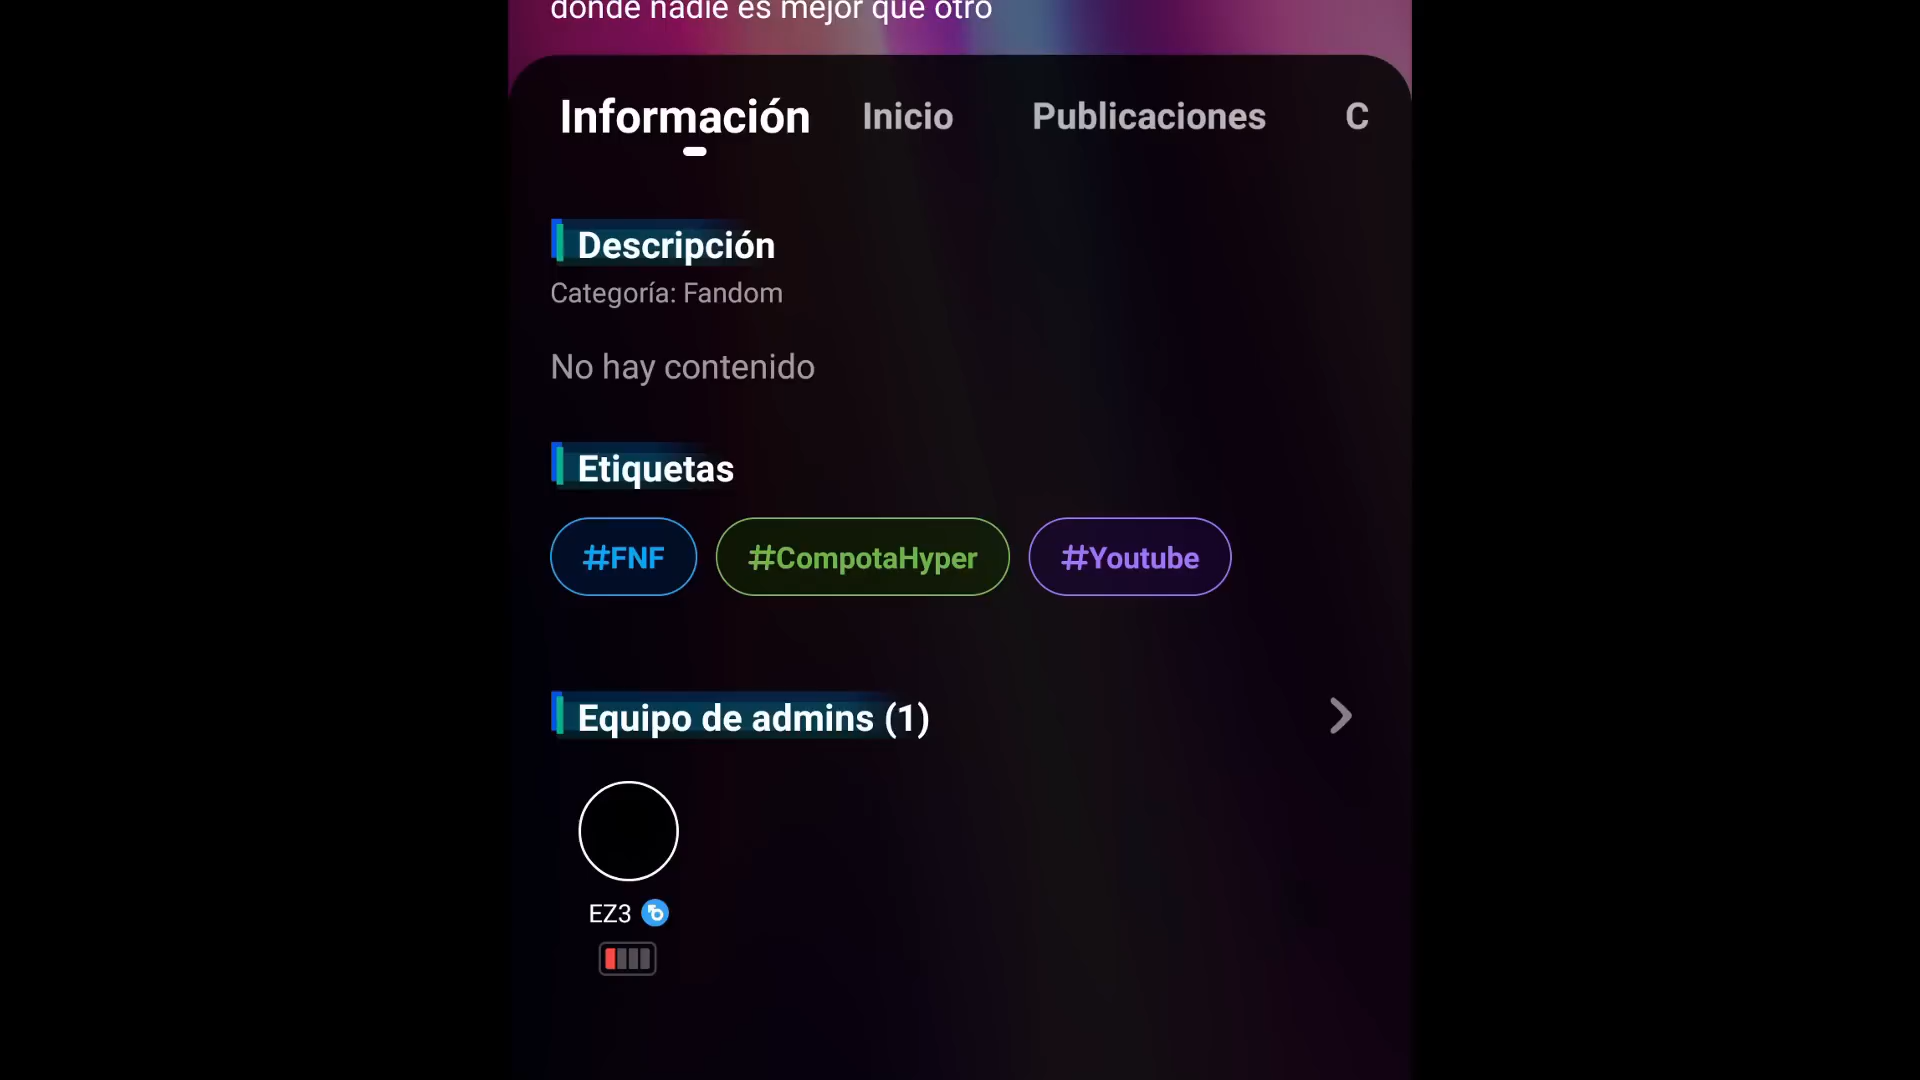 donde nadie es mejor que otro
Información Inicio Publicaciones C
Descripción
Categoría: Fandom
No hay contenido
Etiquetas
#FNF #CompotaHyper #Youtube
Equipo de admins (1)
EZ3